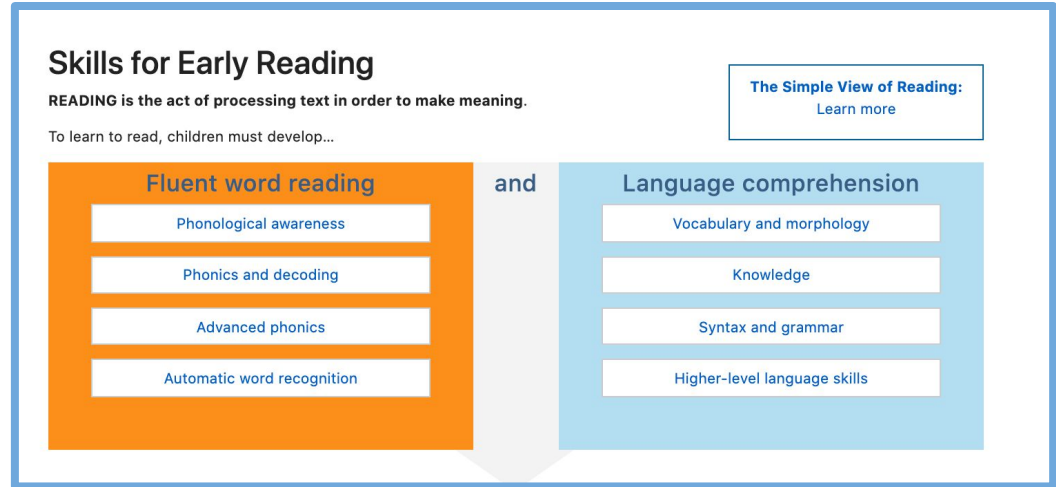 Skills for Early Reading
READING is the act of processing text in order to make meaning.
To learn to read, children must develop...
The Simple View of Reading:
Learn more
Fluent word reading
Phonological awareness
Phonics and decoding
Advanced phonics
Automatic word recognition
and
Language comprehension
Vocabulary and morphology
Knowledge
Syntax and grammar
Higher-level language skills